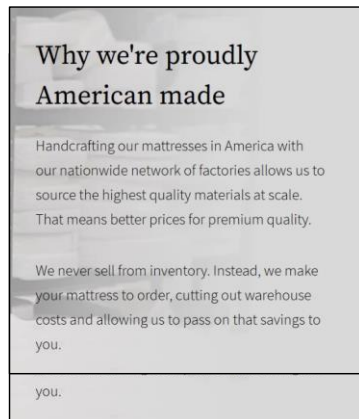 Why we're proudly
American made
Handcrafting our mattresses in America with
our nationwide network of factories allows us to
source the highest quality materials at scale.
That means better prices for premium quality.
We never sell from inventory. Instead, we make
your mattress to order, cutting out warehouse
costs and allowing us to pass on that savings to
you.
you.